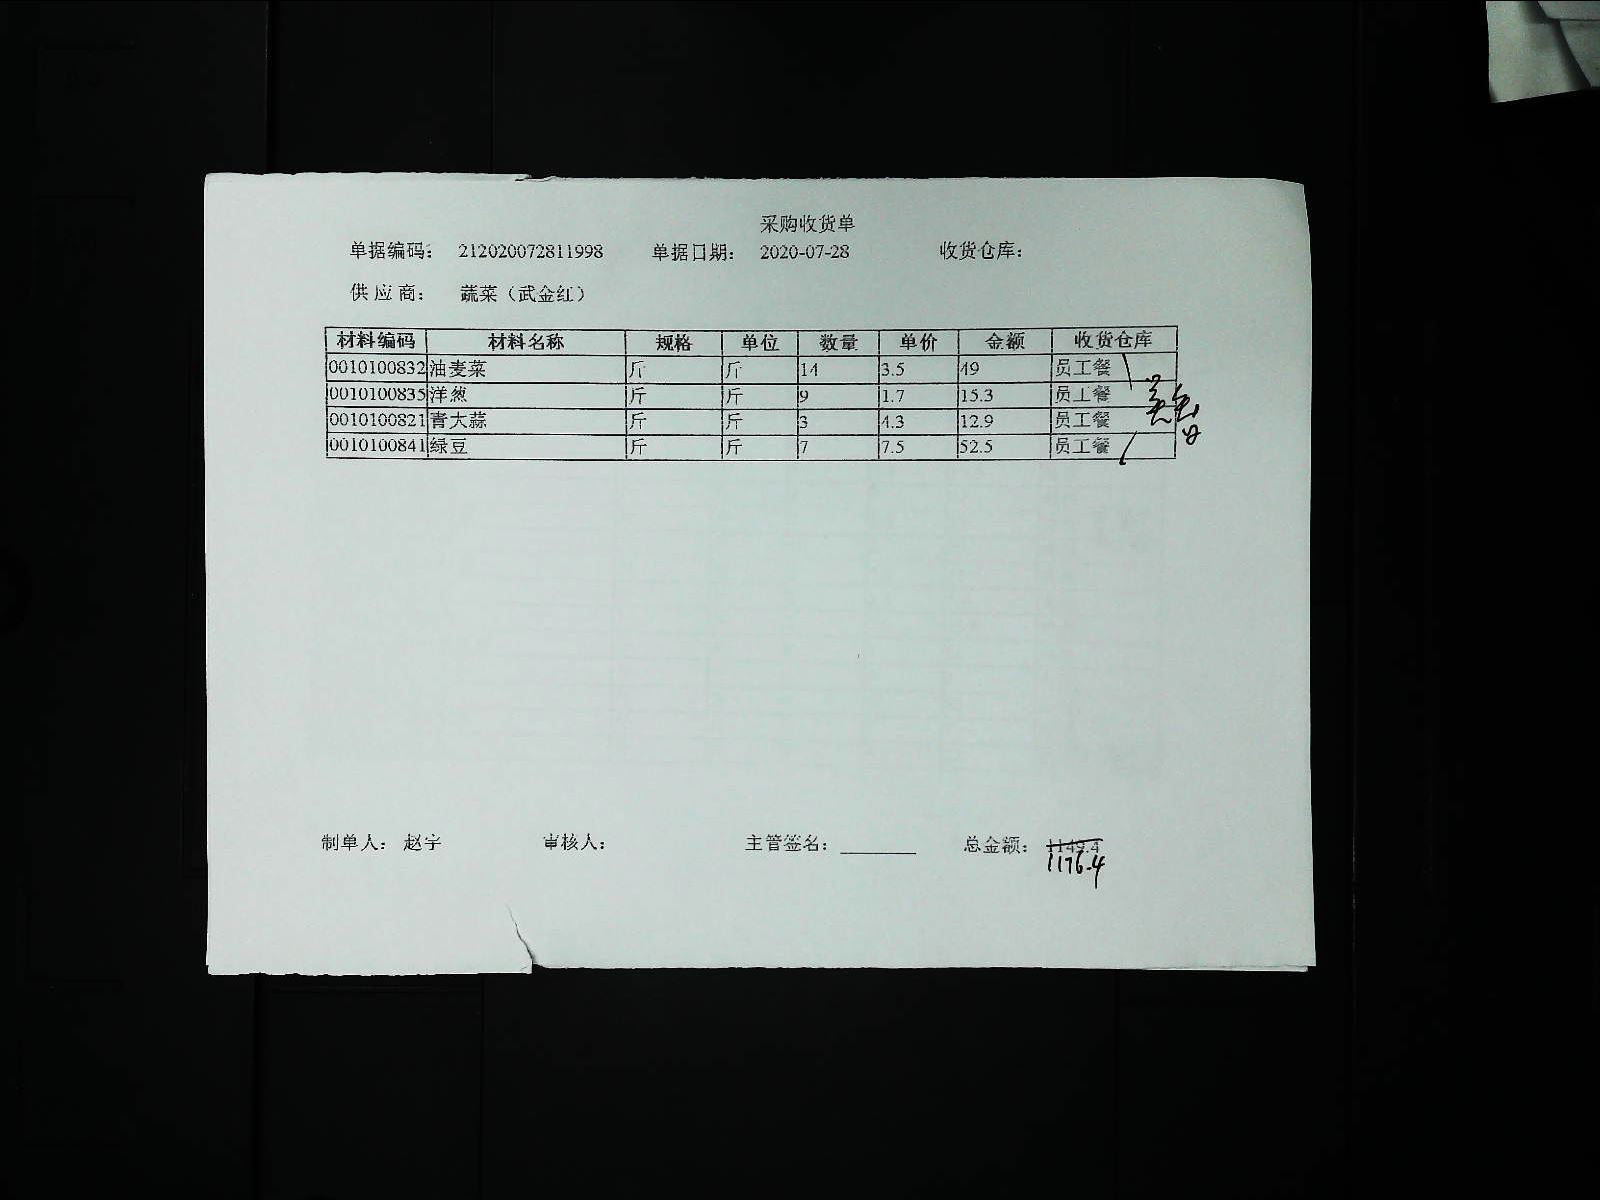 采购收货单
单据编码： 212020072811998 单据日期： 2020-07-28 收货仓库：
供 应 商： 蔬菜（武金红）
材料编码 材料名称 规格 单位 数量 单价 金额 收货仓库
0010100832 油麦菜 斤 斤 14 3.5 49 员工餐
0010100835 洋葱 斤 斤 9 1.7 15.3 员工餐
0010100821 青大蒜 斤 斤 3 4.3 12.9 员工餐
0010100841 绿豆 斤 斤 7 7.5 52.5 员工餐
制单人： 赵宇 审核人： 主管签名： 总金额： 1149.4
1176.4